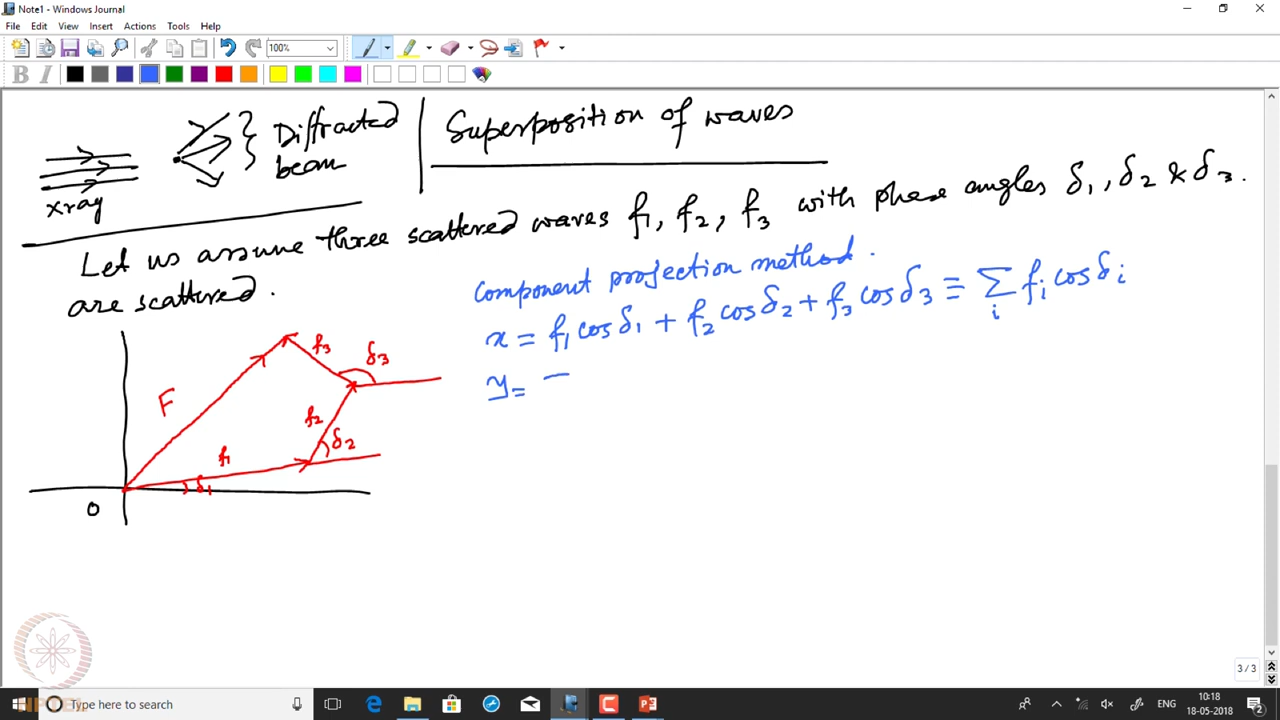 Note1 - Windows Journal
File Edit View Insert Actions Tools Help
100%
B I
xray
Diffracted
beam
Superposition of waves
Let us assume three scattered waves f1, f2, f3 with phase angles δ1, δ2 & δ3.
are scattered.
Component projection method.
x = f1 cos δ1 + f2 cos δ2 + f3 cos δ3 ≡ Σi fi cos δi
y =
F
f3
δ3
f2
δ2
f1
δ1
0
3 / 3
Type here to search
ENG
10:18
18-05-2018
2